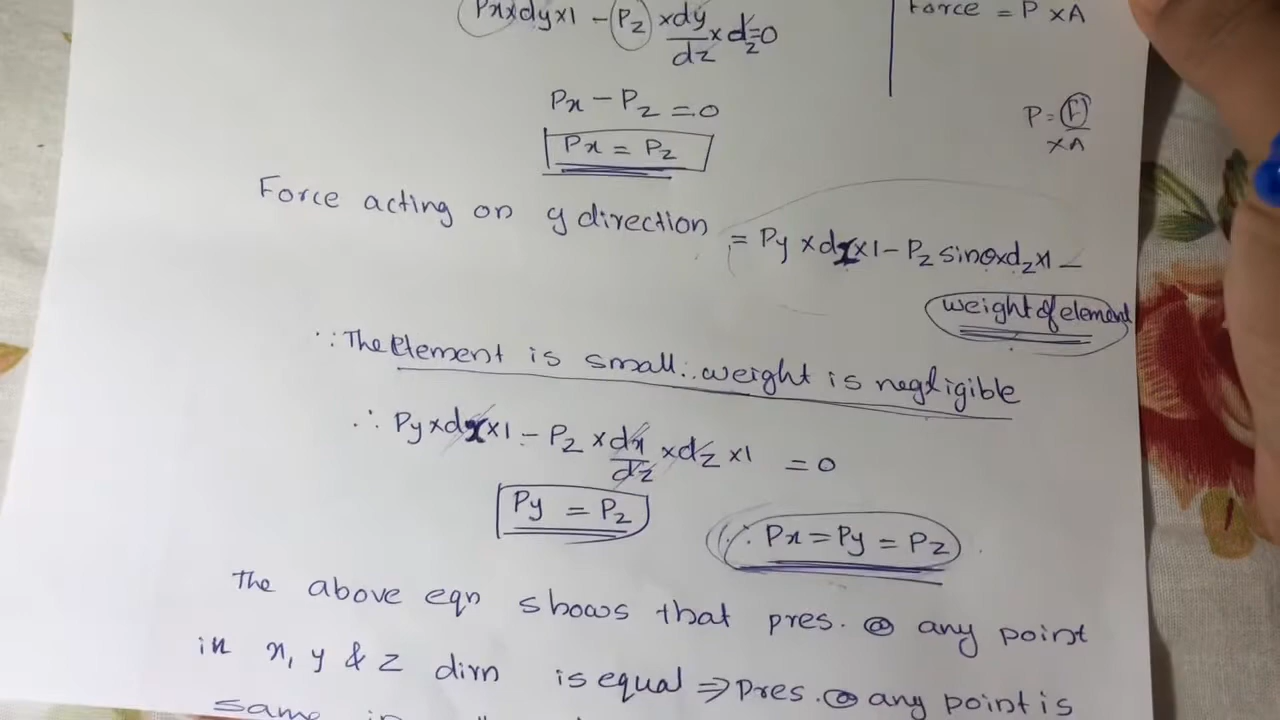 Px×dy×1 − Pz × dy/dz × dz=0
Force = P × A
Px − Pz = 0
P = F/A
×A
Px = Pz
Force acting on y direction = Py × dx×1 − Pz sinθ×dz×1 −
weight of element
∵ The Element is small ∴ weight is negligible
∴ Py×dx×1 − Pz × dx/dz × dz ×1 = 0
Py = Pz
∴ Px = Py = Pz
The above eqn shows that pres. @ any point
in x, y & z dirn is equal ⇒ Pres. @ any point is
same in